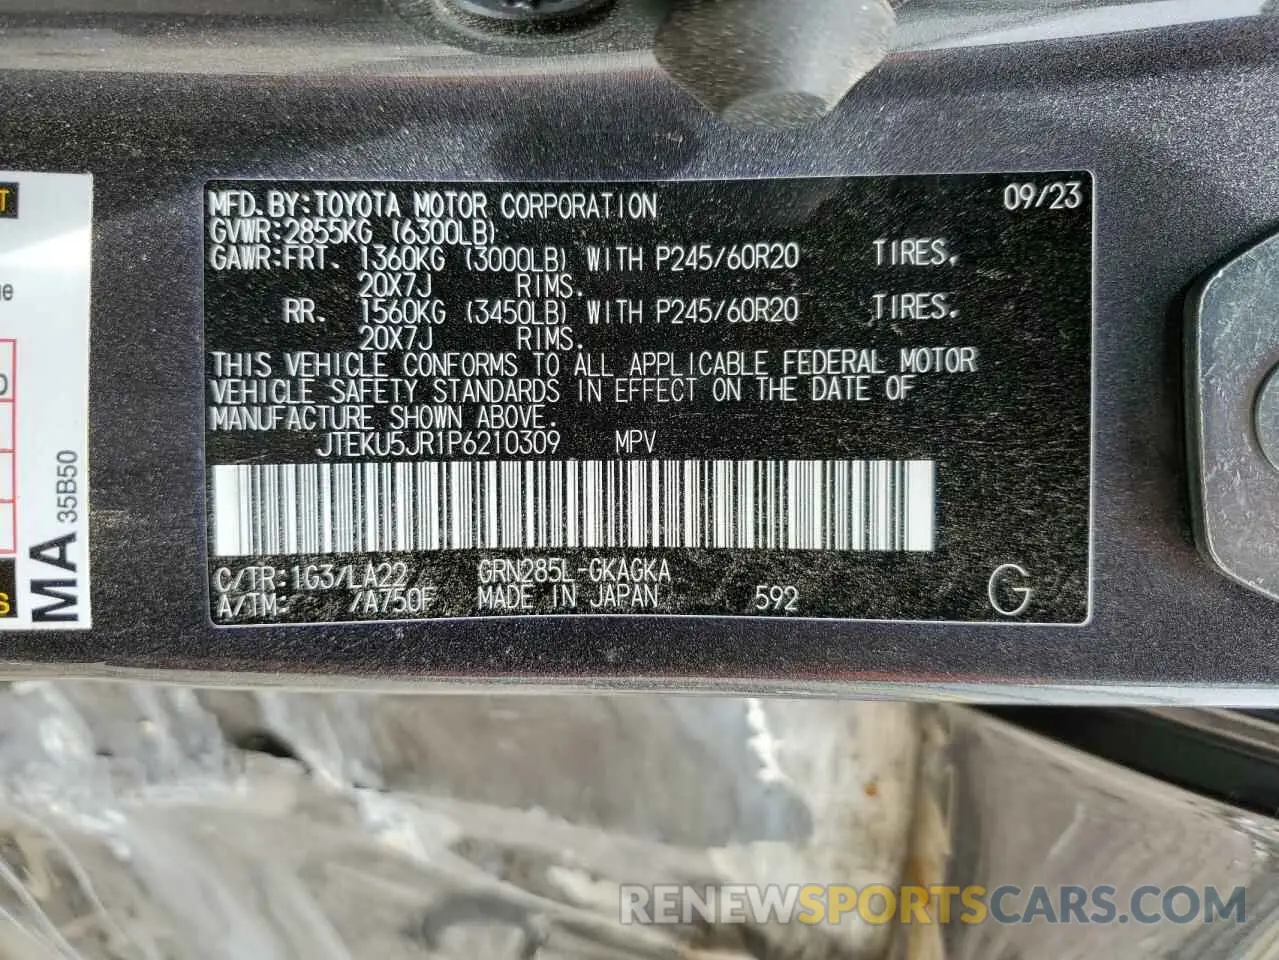 MFD. BY: TOYOTA MOTOR CORPORATION 09/23
GVWR: 2855KG (6300LB)
GAWR: FRT. 1360KG (3000LB) WITH P245/60R20 TIRES.
20X7J RIMS.
RR. 1560KG (3450LB) WITH P245/60R20 TIRES.
20X7J RIMS.
THIS VEHICLE CONFORMS TO ALL APPLICABLE FEDERAL MOTOR
VEHICLE SAFETY STANDARDS IN EFFECT ON THE DATE OF
MANUFACTURE SHOWN ABOVE.
JTEKU5JR1P6210309 MPV
C/TR: 1G3/LA22 GRN285L-GKAGKA
A/TM: /A750F MADE IN JAPAN 592 G
MA 35B50
RENEWSPORTSCARS.COM